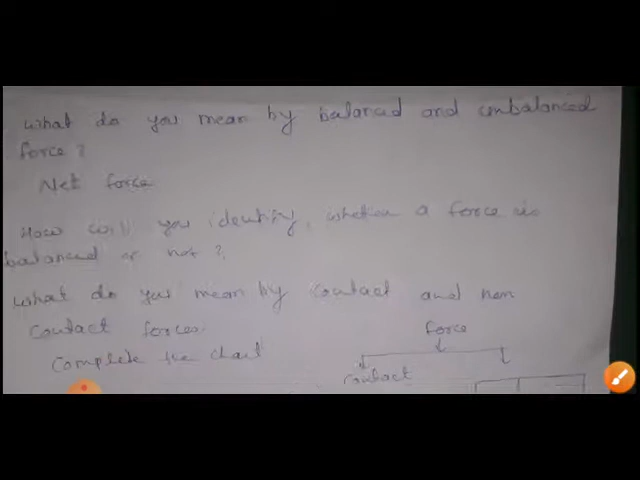 What do you mean by balanced and unbalanced
force ?
Net force
How will you identify, whether a force is
balanced or not ?
What do you mean by contact and non
contact forces
Complete the chart
force
contact